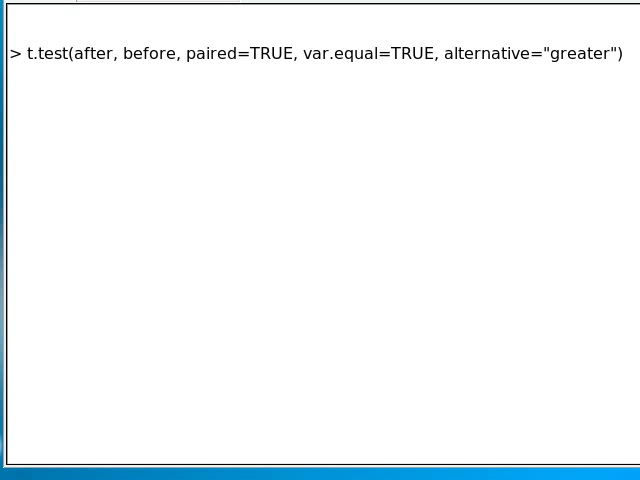 > t.test(after, before, paired=TRUE, var.equal=TRUE, alternative="greater")